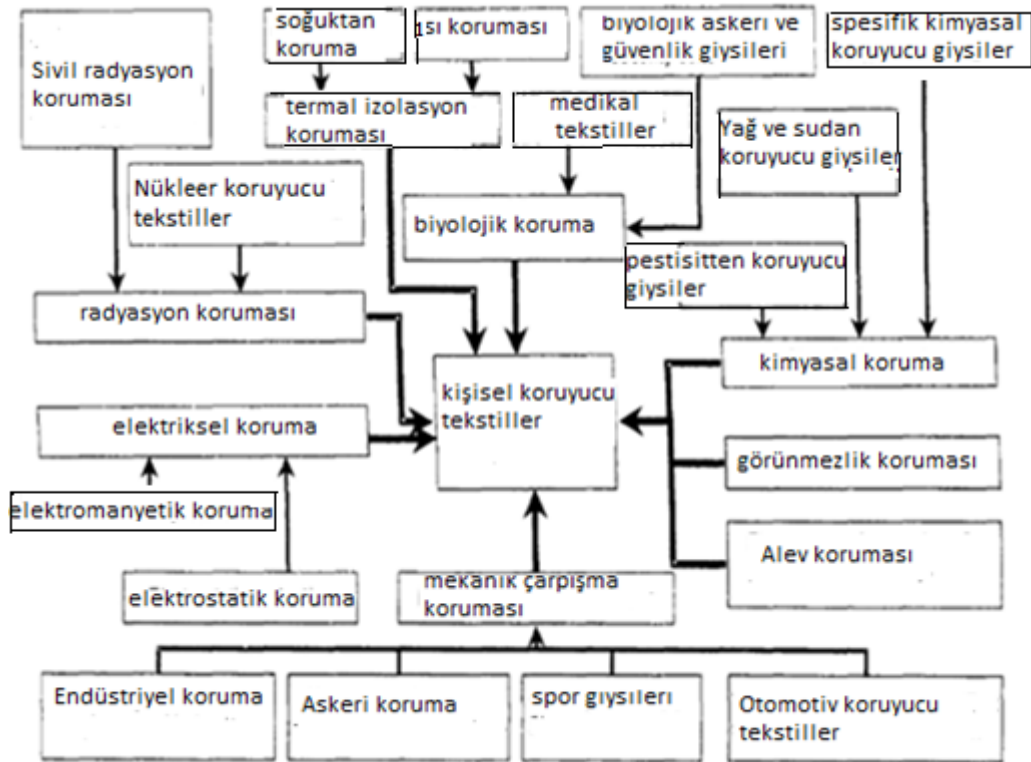 soğuktan
koruma
ısı koruması
biyolojik askeri ve
güvenlik giysileri
spesifik kimyasal
koruyucu giysiler
Sivil radyasyon
koruması
termal izolasyon
koruması
medikal
tekstiller
Yağ ve sudan
koruyucu giysiler
Nükleer koruyucu
tekstiller
biyolojik koruma
pestisitten koruyucu
giysiler
radyasyon koruması
kimyasal koruma
kişisel koruyucu
tekstiller
elektriksel koruma
görünmezlik koruması
elektromanyetik koruma
Alev koruması
elektrostatik koruma
mekanik çarpışma
koruması
Endüstriyel koruma
Askeri koruma
spor giysileri
Otomotiv koruyucu
tekstiller